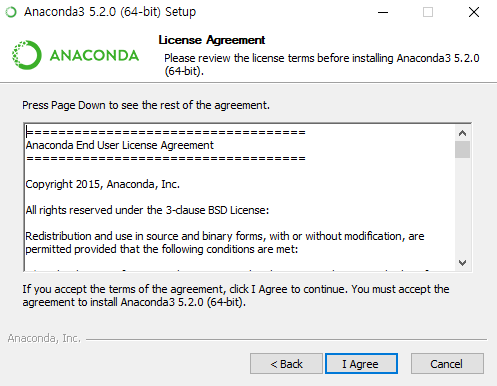 Anaconda3 5.2.0 (64-bit) Setup
ANACONDA
License Agreement
Please review the license terms before installing Anaconda3 5.2.0
(64-bit).
Press Page Down to see the rest of the agreement.
===================================
Anaconda End User License Agreement
===================================
Copyright 2015, Anaconda, Inc.
All rights reserved under the 3-clause BSD License:
Redistribution and use in source and binary forms, with or without modification, are
permitted provided that the following conditions are met:
If you accept the terms of the agreement, click I Agree to continue. You must accept the
agreement to install Anaconda3 5.2.0 (64-bit).
Anaconda, Inc.
< Back
I Agree
Cancel